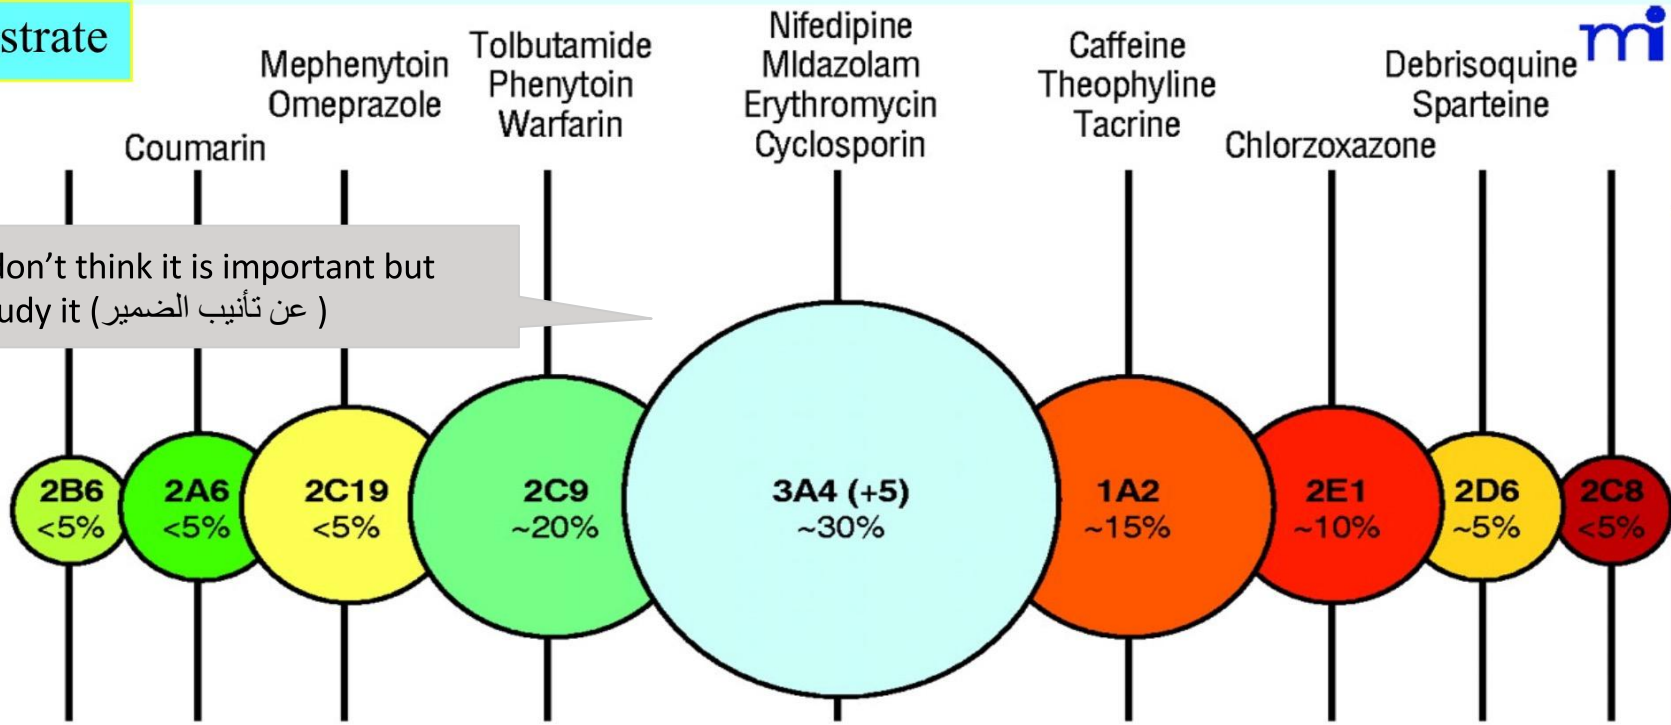 strate
mi
Coumarin
Mephenytoin
Omeprazole
Tolbutamide
Phenytoin
Warfarin
Nifedipine
MIdazolam
Erythromycin
Cyclosporin
Caffeine
Theophyline
Tacrine
Chlorzoxazone
Debrisoquine
Sparteine
don’t think it is important but
udy it (عن تأنيب الضمير )
2B6
<5%
2A6
<5%
2C19
<5%
2C9
~20%
3A4 (+5)
~30%
1A2
~15%
2E1
~10%
2D6
~5%
2C8
<5%